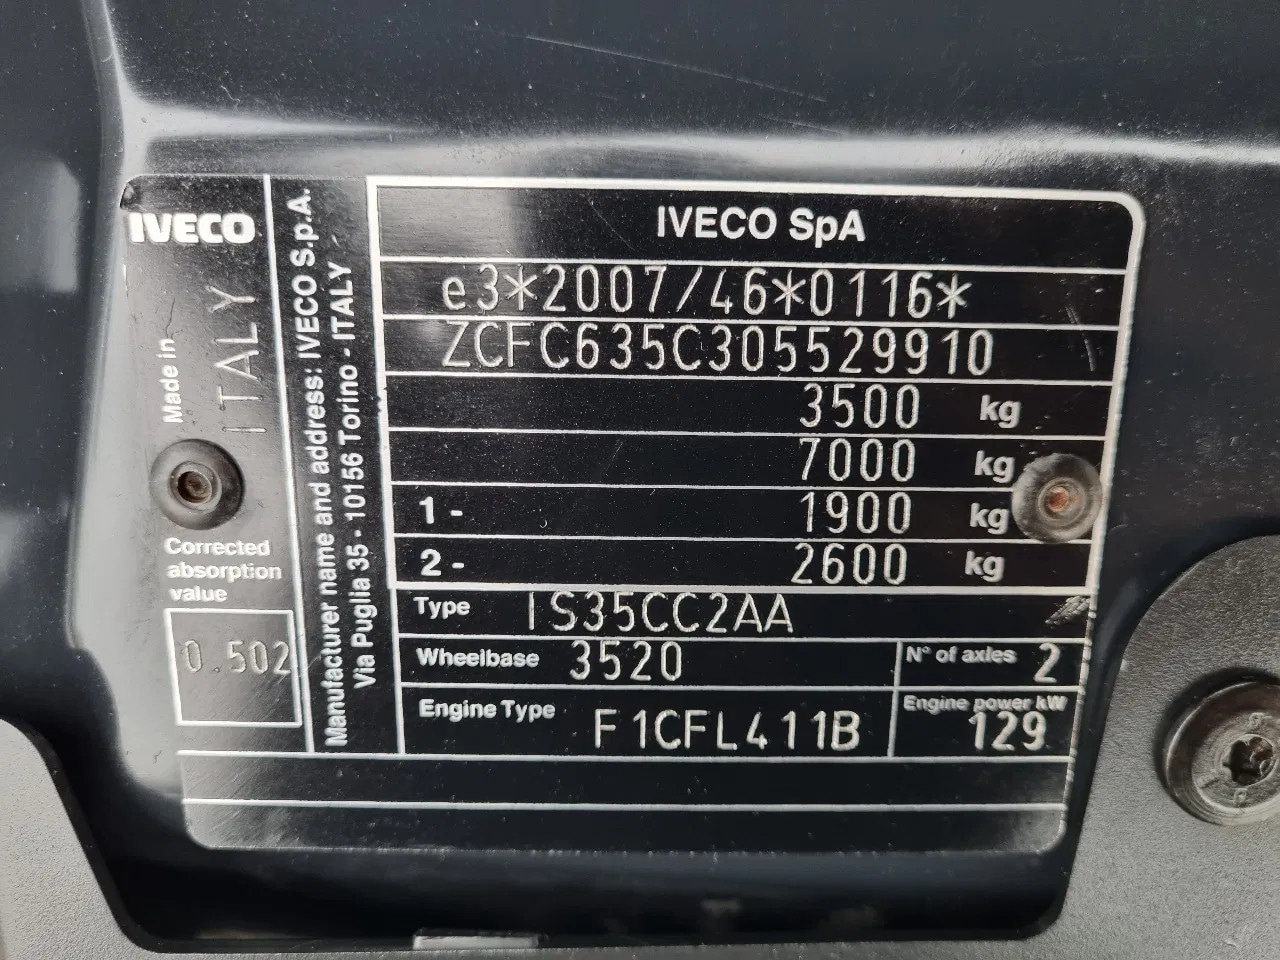 IVECO
Made in
ITALY
Corrected
absorption
value
0.502
Manufacturer name and address: IVECO S.p.A.
Via Puglia 35 - 10156 Torino - ITALY
IVECO SpA
e3*2007/46*0116*
ZCFC635C305529910
3500 kg
7000 kg
1- 1900 kg
2- 2600 kg
Type IS35CC2AA
Wheelbase 3520
N° of axles 2
Engine Type F1CFL411B
Engine power kW
129